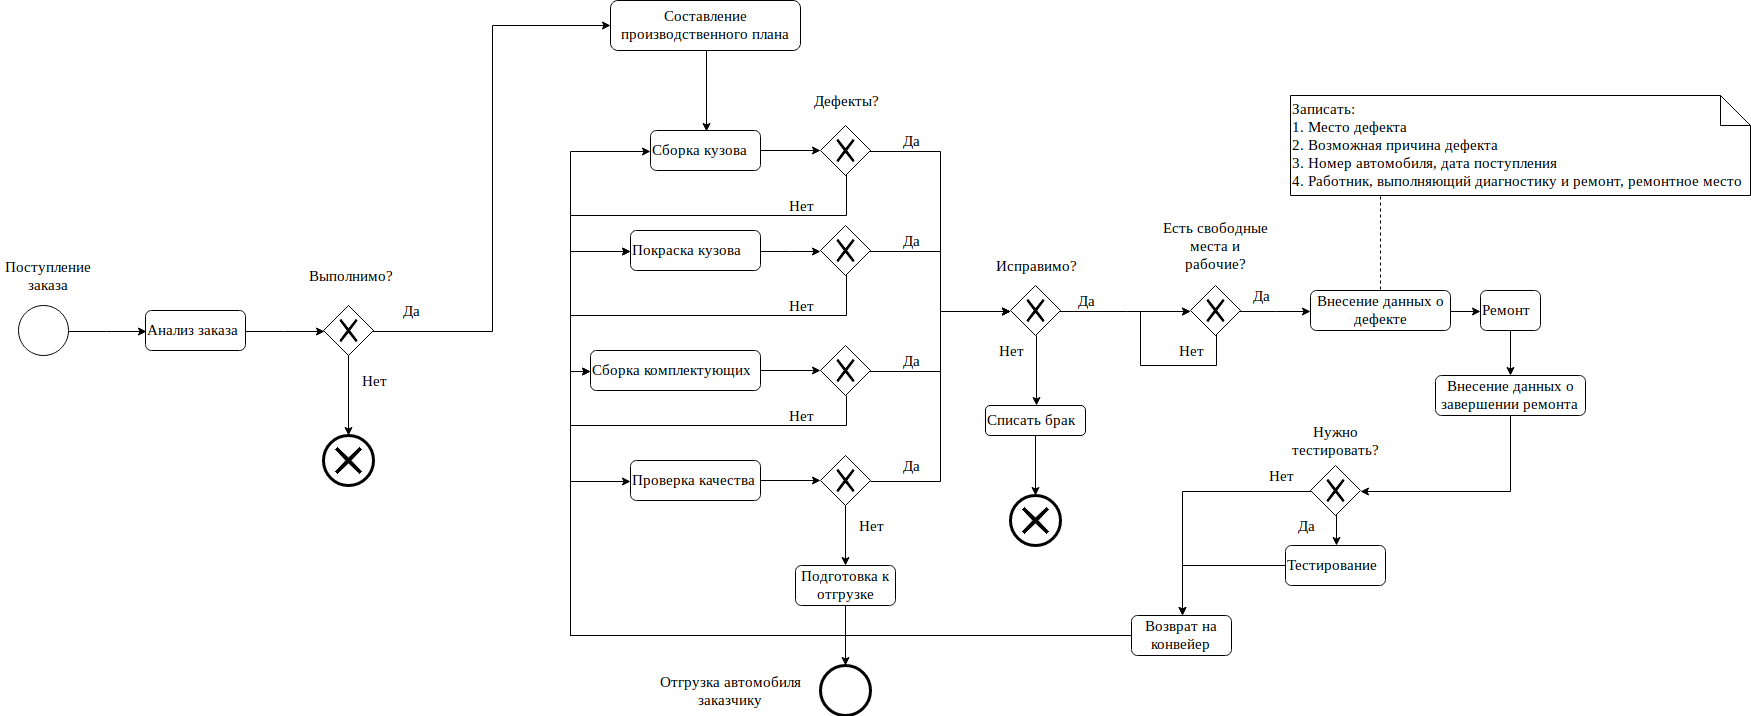 Составление
производственного плана
Дефекты?
Записать:
1. Место дефекта
2. Возможная причина дефекта
3. Номер автомобиля, дата поступления
4. Работник, выполняющий диагностику и ремонт, ремонтное место
Сборка кузова
Да
Нет
Покраска кузова
Да
Нет
Поступление
заказа
Анализ заказа
Выполнимо?
Да
Нет
Сборка комплектующих
Да
Нет
Проверка качества
Да
Нет
Подготовка к
отгрузке
Отгрузка автомобиля
заказчику
Исправимо?
Да
Нет
Списать брак
Есть свободные
места и
рабочие?
Да
Нет
Внесение данных о
дефекте
Ремонт
Внесение данных о
завершении ремонта
Нужно
тестировать?
Нет
Да
Тестирование
Возврат на
конвейер